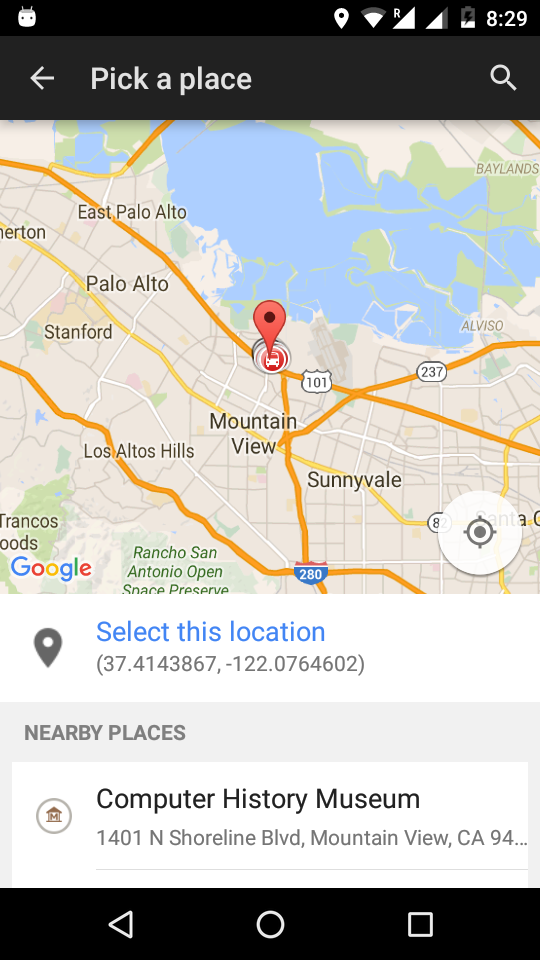 R
8:29
Pick a place
BAYLANDS
East Palo Alto
nerton
Palo Alto
Stanford
ALVISO
101
237
Mountain
View
Los Altos Hills
Sunnyvale
Trancos
oods
Santa C
Google
Rancho San
Antonio Open
Space Preserve
280
Select this location
(37.4143867, -122.0764602)
NEARBY PLACES
M
Computer History Museum
1401 N Shoreline Blvd, Mountain View, CA 94...